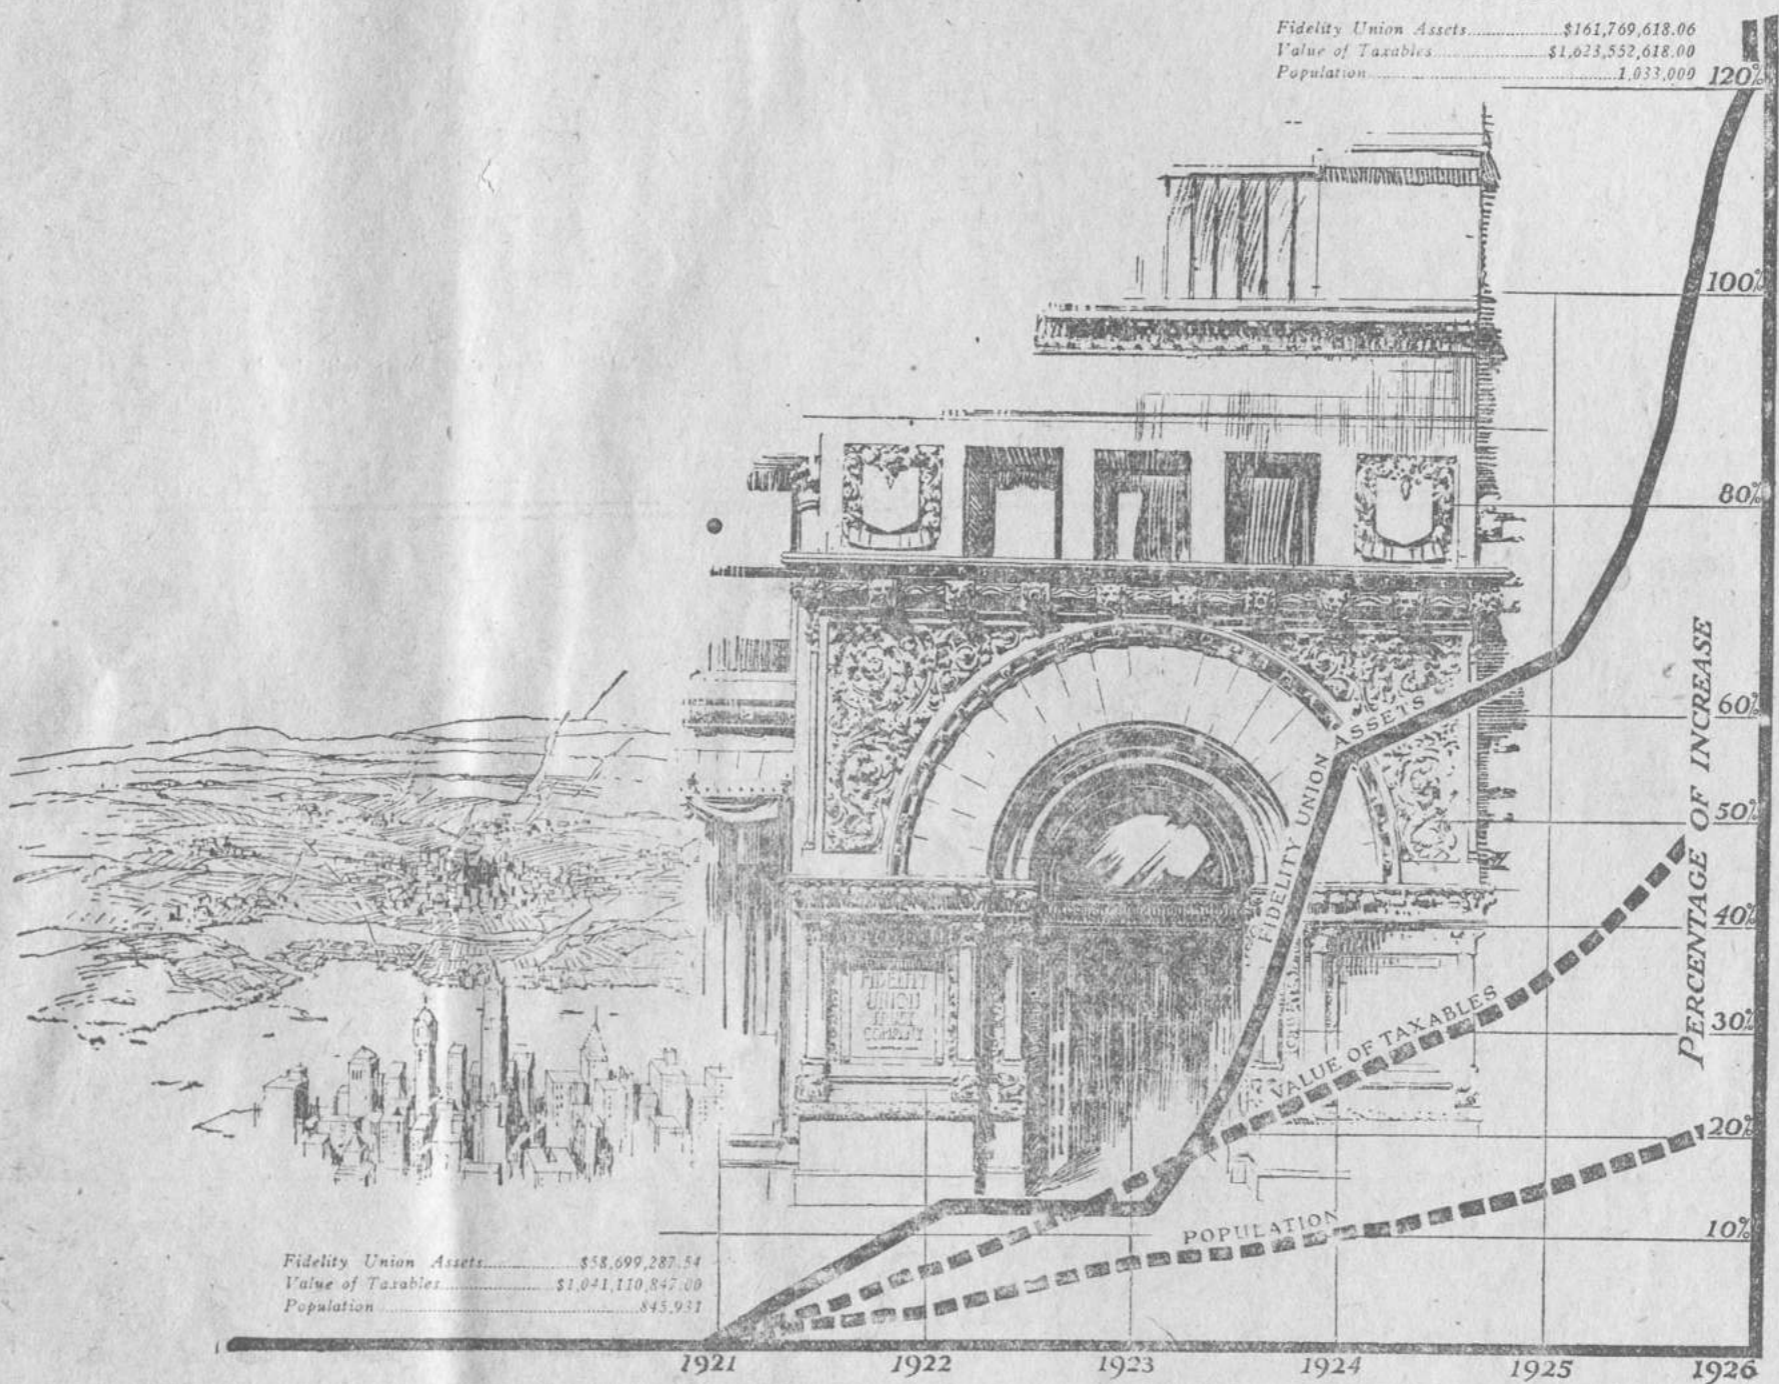 Fidelity Union Assets..........$161,769,618.06
Value of Taxables..........$1,623,552,618.00
Population..........1,033,000
120%
100%
80%
60%
50%
40%
30%
20%
10%
PERCENTAGE OF INCREASE
FIDELITY UNION ASSETS
VALUE OF TAXABLES
POPULATION
FIDELITY
UNION
COMPANY
Fidelity Union Assets..........$58,699,287.54
Value of Taxables..........$1,041,110,847.00
Population..........845,931
1921 1922 1923 1924 1925 1926